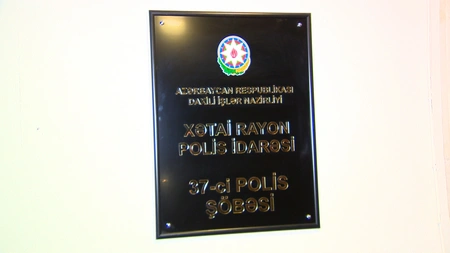 AZƏRBAYCAN RESPUBLİKASI
DAXİLİ İŞLƏR NAZİRLİYİ
XƏTAİ RAYON
POLİS İDARƏSİ
37-ci POLİS
ŞÖBƏSİ